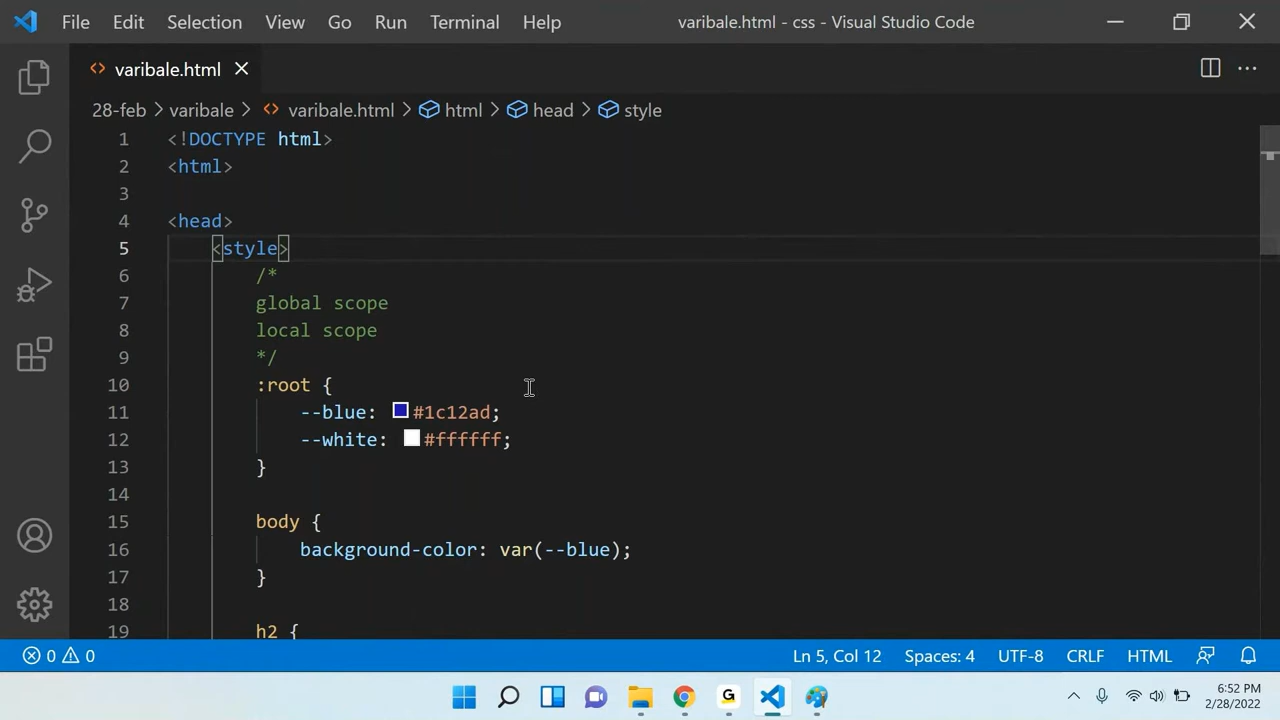 File Edit Selection View Go Run Terminal Help varibale.html - css - Visual Studio Code
varibale.html
28-feb > varibale > varibale.html > html > head > style
1 <!DOCTYPE html>
2 <html>
3
4 <head>
5 <style>
6 /*
7 global scope
8 local scope
9 */
10 :root {
11 --blue: #1c12ad;
12 --white: #ffffff;
13 }
14
15 body {
16 background-color: var(--blue);
17 }
18
19 h2 {
0 0 Ln 5, Col 12 Spaces: 4 UTF-8 CRLF HTML
G
6:52 PM
2/28/2022